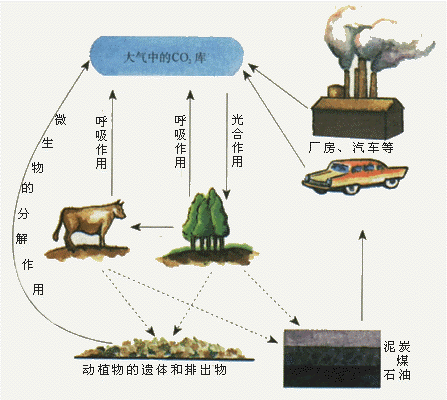 大气中的CO₂库
微生物的分解作用
呼吸作用
呼吸作用
光合作用
厂房、汽车等
动植物的遗体和排出物
泥炭
煤
石油